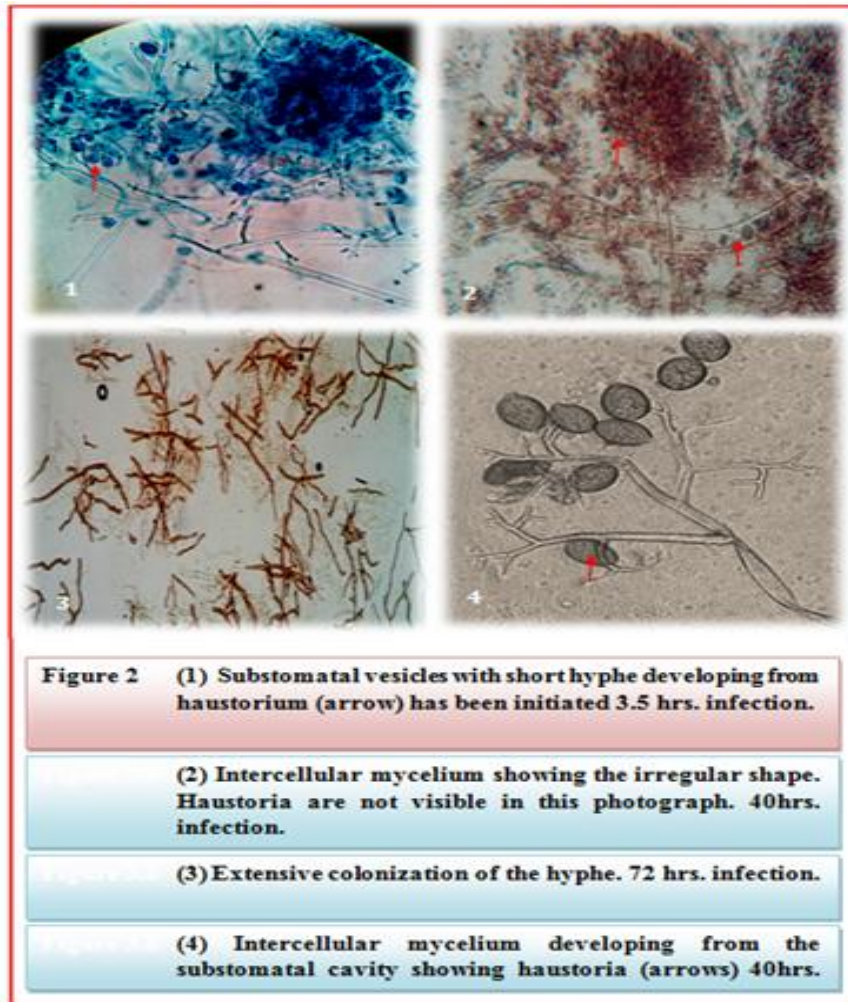 1
2
3
4
Figure 2 (1) Substomatal vesicles with short hyphe developing from
haustorium (arrow) has been initiated 3.5 hrs. infection.
(2) Intercellular mycelium showing the irregular shape.
Haustoria are not visible in this photograph. 40hrs.
infection.
(3) Extensive colonization of the hyphe. 72 hrs. infection.
(4) Intercellular mycelium developing from the
substomatal cavity showing haustoria (arrows) 40hrs.